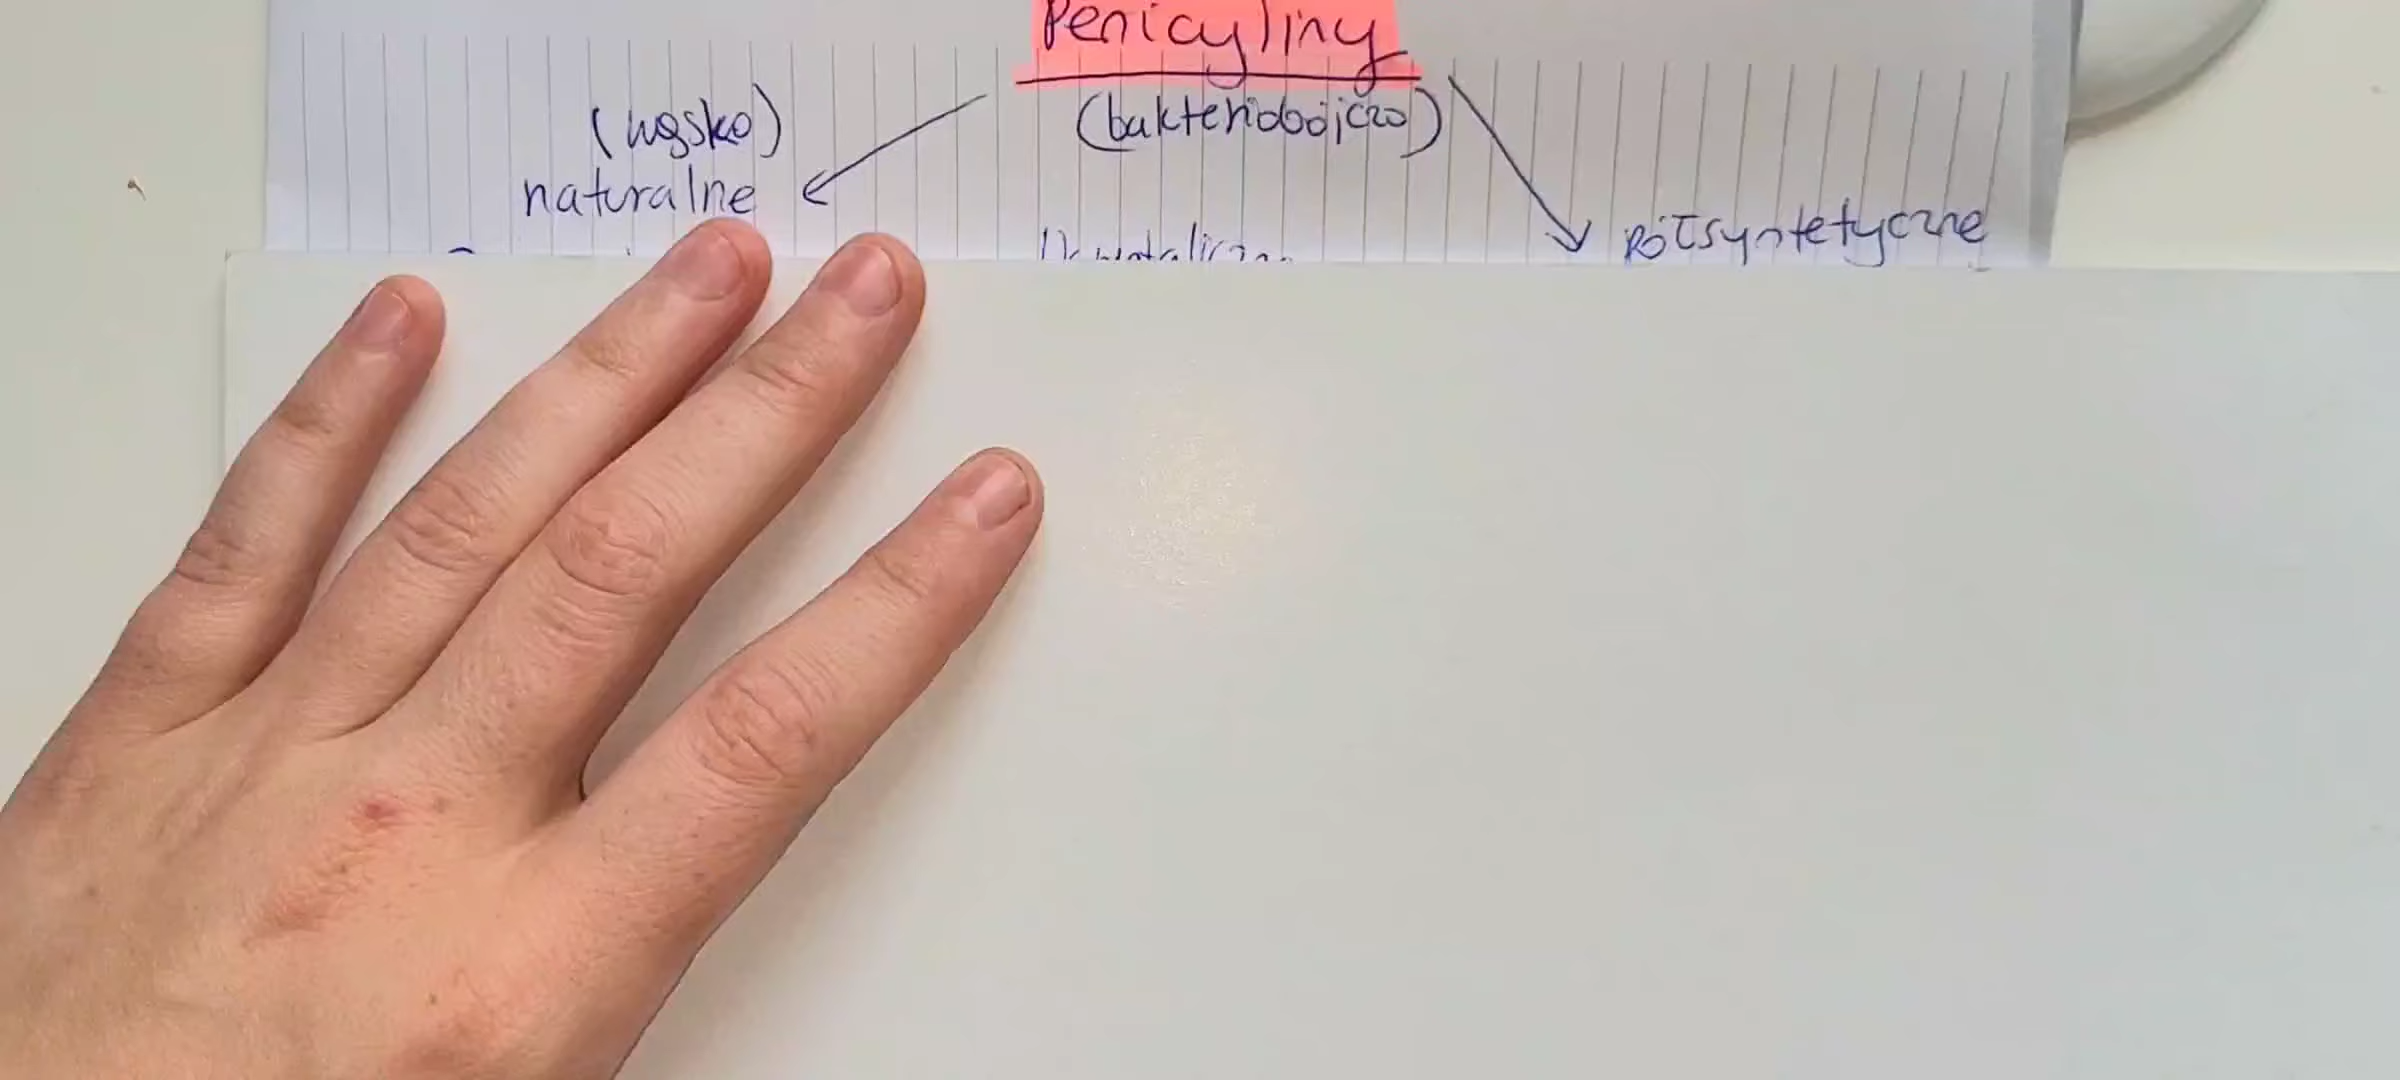 Penicyliny
(wąsko) (bakteriobójczo)
naturalne
półsyntetyczne